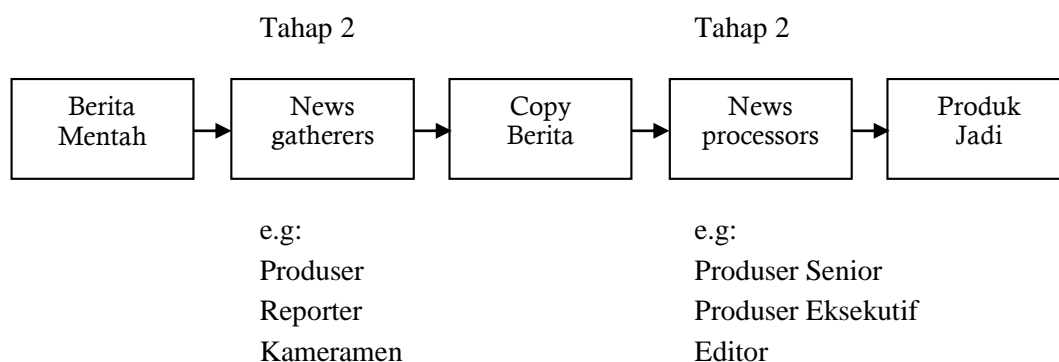 Tahap 2
Tahap 2
Berita
Mentah
News
gatherers
Copy
Berita
News
processors
Produk
Jadi
e.g:
Produser
Reporter
Kameramen
e.g:
Produser Senior
Produser Eksekutif
Editor